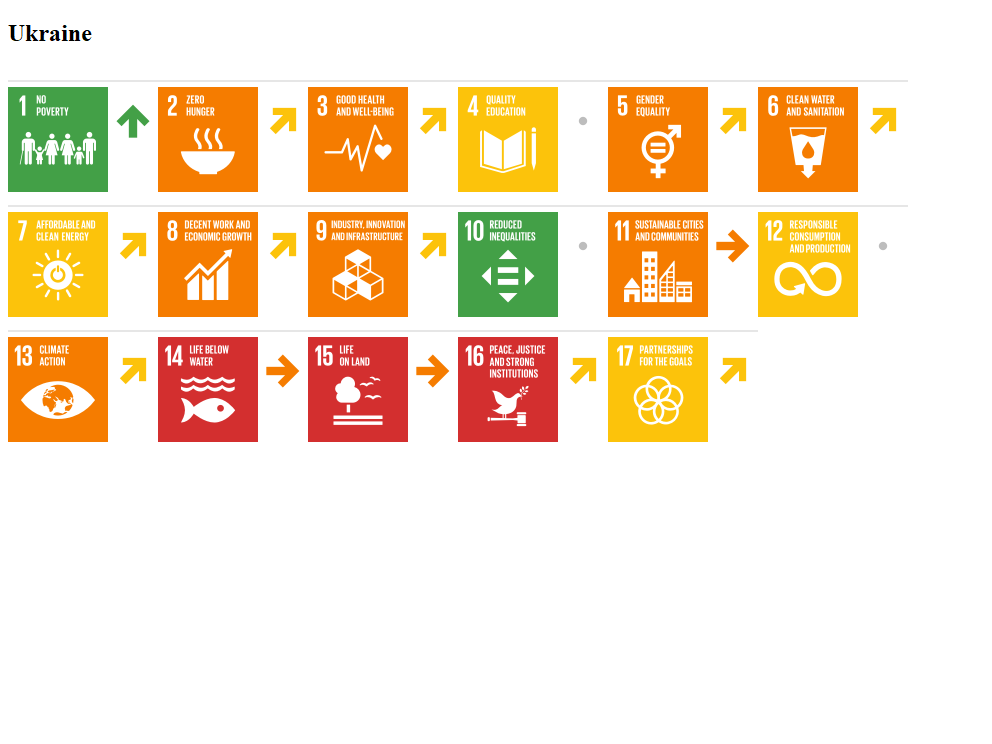 Ukraine
1 NO
POVERTY
2 ZERO
HUNGER
3 GOOD HEALTH
AND WELL-BEING
4 QUALITY
EDUCATION
5 GENDER
EQUALITY
6 CLEAN WATER
AND SANITATION
7 AFFORDABLE AND
CLEAN ENERGY
8 DECENT WORK AND
ECONOMIC GROWTH
9 INDUSTRY, INNOVATION
AND INFRASTRUCTURE
10 REDUCED
INEQUALITIES
11 SUSTAINABLE CITIES
AND COMMUNITIES
12 RESPONSIBLE
CONSUMPTION
AND PRODUCTION
13 CLIMATE
ACTION
14 LIFE BELOW
WATER
15 LIFE
ON LAND
16 PEACE, JUSTICE
AND STRONG
INSTITUTIONS
17 PARTNERSHIPS
FOR THE GOALS